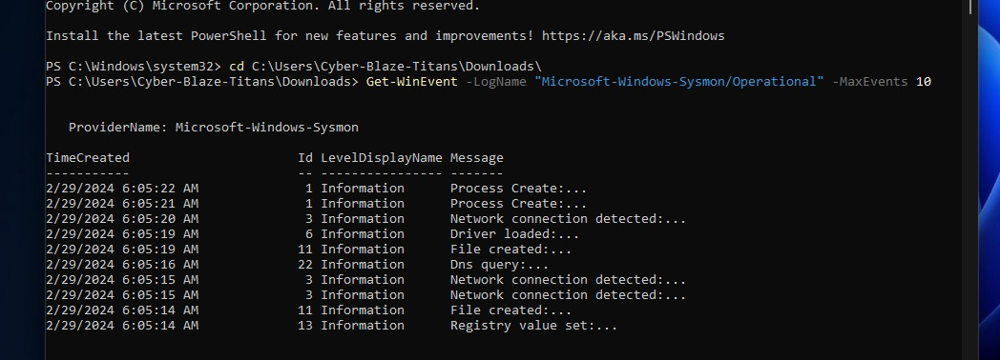 Copyright (C) Microsoft Corporation. All rights reserved.
Install the latest PowerShell for new features and improvements! https://aka.ms/PSWindows
PS C:\Windows\system32> cd C:\Users\Cyber-Blaze-Titans\Downloads\
PS C:\Users\Cyber-Blaze-Titans\Downloads> Get-WinEvent -LogName "Microsoft-Windows-Sysmon/Operational" -MaxEvents 10
ProviderName: Microsoft-Windows-Sysmon
TimeCreated Id LevelDisplayName Message
----------- -- ---------------- -------
2/29/2024 6:05:22 AM 1 Information Process Create:...
2/29/2024 6:05:21 AM 1 Information Process Create:...
2/29/2024 6:05:20 AM 3 Information Network connection detected:...
2/29/2024 6:05:19 AM 6 Information Driver loaded:...
2/29/2024 6:05:19 AM 11 Information File created:...
2/29/2024 6:05:16 AM 22 Information Dns query:...
2/29/2024 6:05:15 AM 3 Information Network connection detected:...
2/29/2024 6:05:15 AM 3 Information Network connection detected:...
2/29/2024 6:05:14 AM 11 Information File created:...
2/29/2024 6:05:14 AM 13 Information Registry value set:...